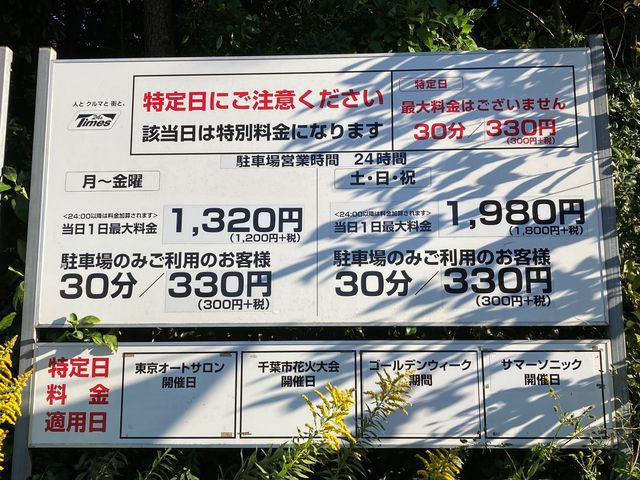 人と クルマと 街と。
Times
特定日にご注意ください
該当日は特別料金になります
特定日
最大料金はございません
30分／330円
(300円+税)
駐車場営業時間 24時間
月～金曜
<24:00以降は料金加算されます>
当日1日最大料金
1,320円
(1,200円+税)
駐車場のみご利用のお客様
30分／330円
(300円+税)
土・日・祝
<24:00以降は料金加算されます>
当日1日最大料金
1,980円
(1,800円+税)
駐車場のみご利用のお客様
30分／330円
(300円+税)
特定日
料金
適用日
東京オートサロン
開催日
千葉市花火大会
開催日
ゴールデンウィーク
期間
サマーソニック
開催日